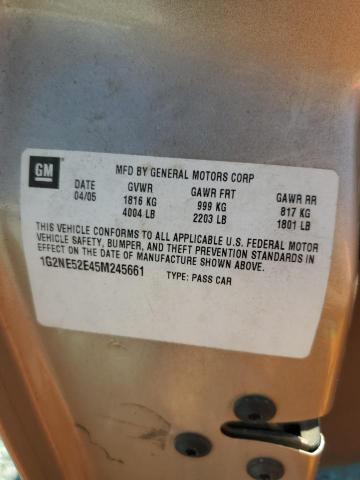 GM
MFD BY GENERAL MOTORS CORP
DATE GVWR GAWR FRT GAWR RR
04/05 1816 KG 999 KG 817 KG
4004 LB 2203 LB 1801 LB
THIS VEHICLE CONFORMS TO ALL APPLICABLE U.S. FEDERAL MOTOR
VEHICLE SAFETY, BUMPER, AND THEFT PREVENTION STANDARDS IN
EFFECT ON THE DATE OF MANUFACTURE SHOWN ABOVE.
1G2NE52E45M245661 TYPE: PASS CAR